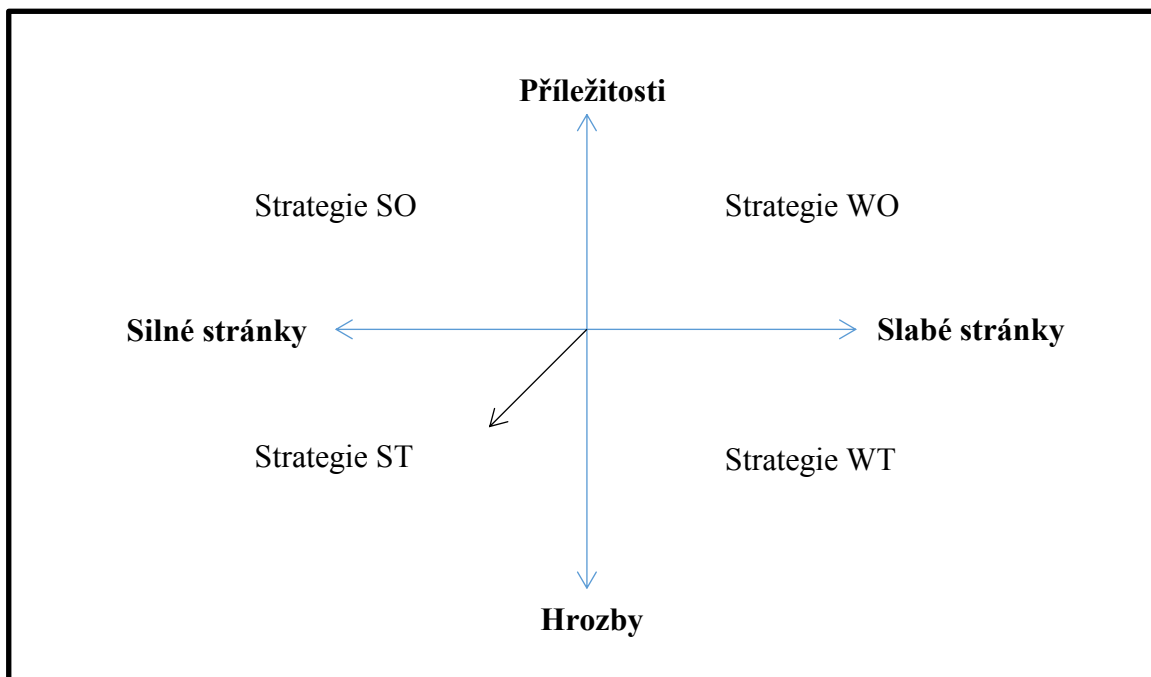 Příležitosti
Strategie SO
Strategie WO
Silné stránky
Slabé stránky
Strategie ST
Strategie WT
Hrozby